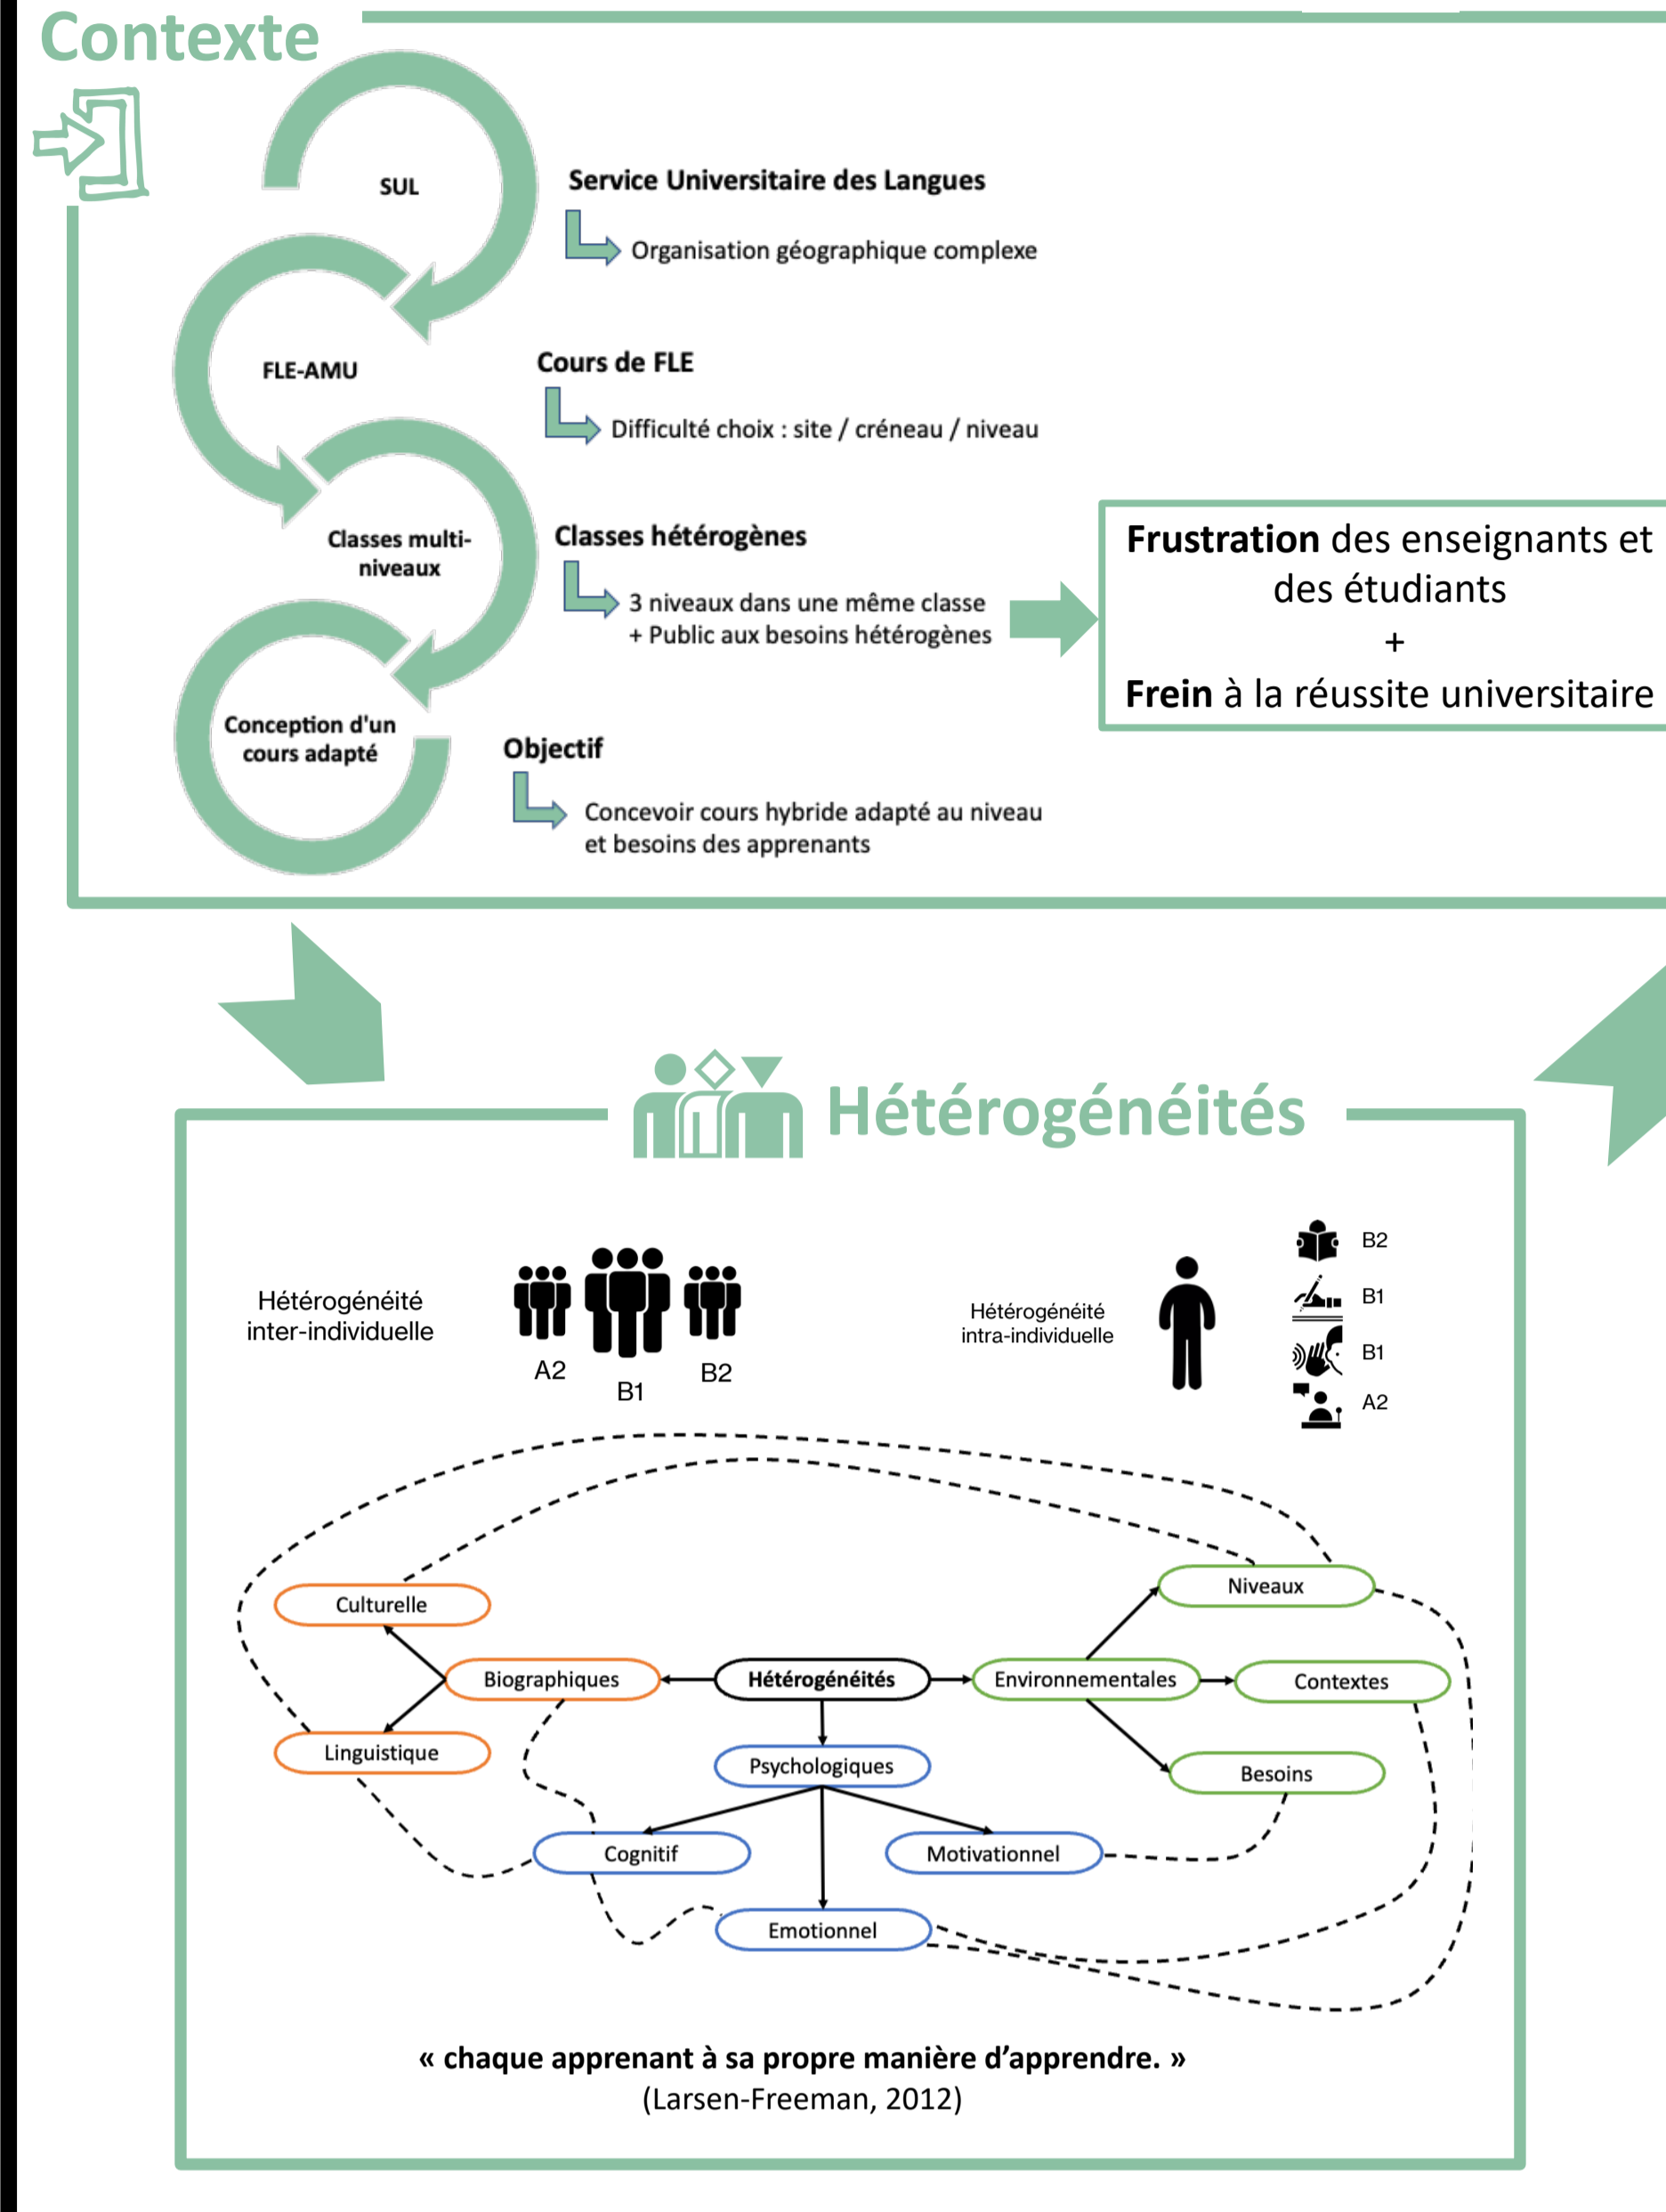 Contexte
SUL
Service Universitaire des Langues
Organisation géographique complexe
FLE-AMU
Cours de FLE
Difficulté choix : site / créneau / niveau
Classes multi-
niveaux
Classes hétérogènes
3 niveaux dans une même classe
+ Public aux besoins hétérogènes
Frustration des enseignants et
des étudiants
+
Frein à la réussite universitaire
Conception d'un
cours adapté
Objectif
Concevoir cours hybride adapté au niveau
et besoins des apprenants
Hétérogénéités
Hétérogénéité
inter-individuelle
A2
B1
B2
Hétérogénéité
intra-individuelle
B2
B1
B1
A2
Culturelle
Niveaux
Biographiques
Hétérogénéités
Environnementales
Contextes
Linguistique
Psychologiques
Besoins
Cognitif
Motivationnel
Emotionnel
« chaque apprenant à sa propre manière d’apprendre. »
(Larsen-Freeman, 2012)